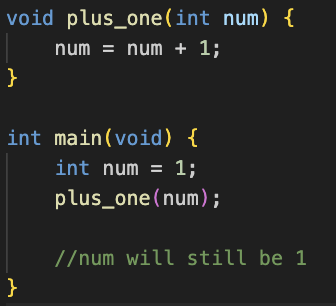 void plus_one(int num) {
    num = num + 1;
}

int main(void) {
    int num = 1;
    plus_one(num);

    //num will still be 1
}